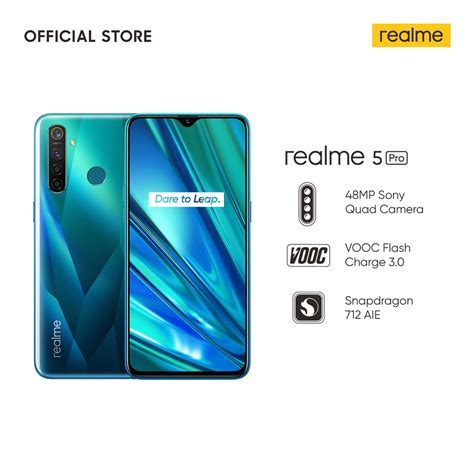 OFFICIAL STORE
realme
realme 5 Pro
48MP Sony
Quad Camera
VOOC
VOOC Flash
Charge 3.0
Snapdragon
712 AIE
Dare to Leap.
realme